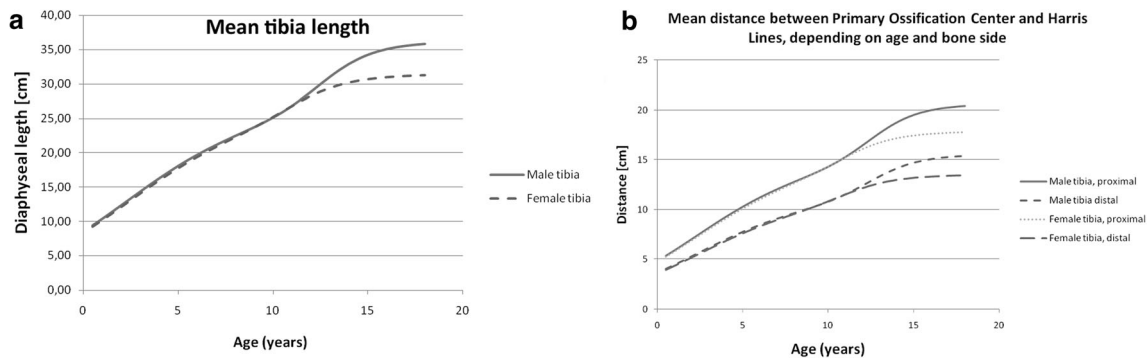 a
Mean tibia length
40,00
35,00
30,00
25,00
20,00
15,00
10,00
5,00
0,00
0
5
10
15
20
Diaphyseal legth [cm]
Age (years)
Male tibia
Female tibia
b
Mean distance between Primary Ossification Center and Harris
Lines, depending on age and bone side
25
20
15
10
5
0
0
5
10
15
20
Distance [cm]
Age (years)
Male tibia, proximal
Male tibia distal
Female tibia, proximal
Female tibia, distal